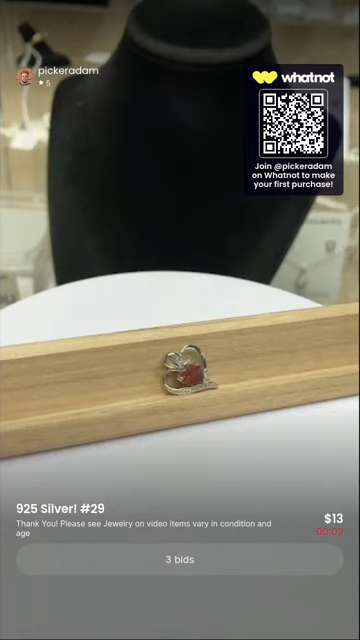 pickeradam
★ 5
whatnot
Join @pickeradam
on Whatnot to make
your first purchase!
925 Silver! #29
Thank You! Please see Jewelry on video items vary in condition and
age
$13
00:02
3 bids